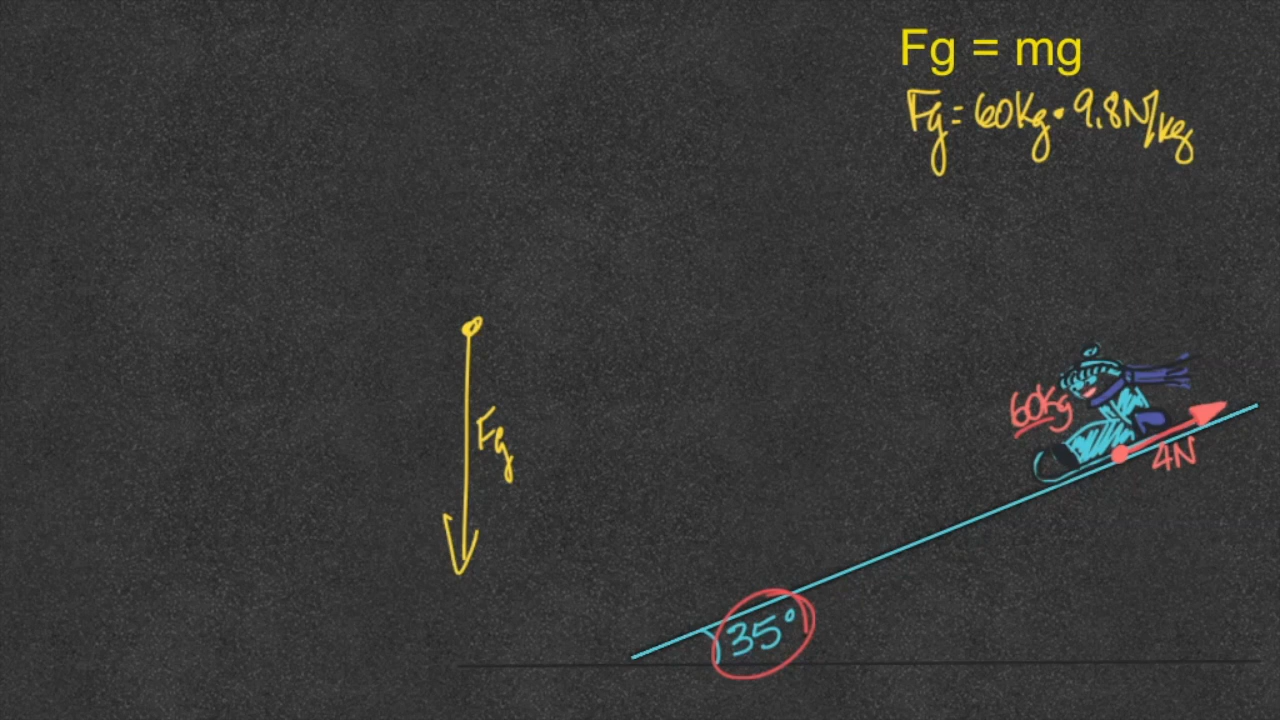 Fg = mg
Fg = 60Kg · 9.8N/kg
60kg
Fg
4N
35°